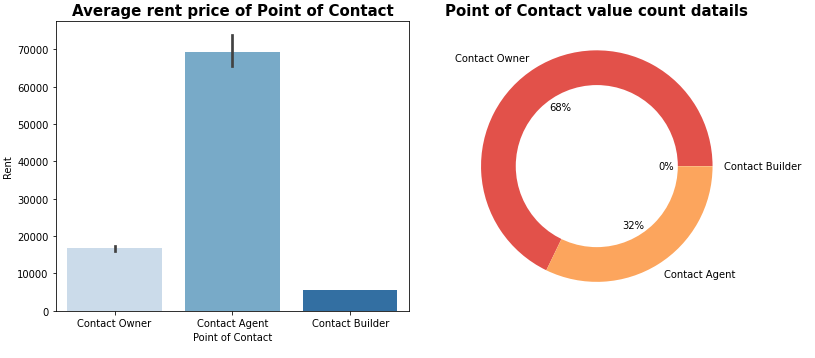 Average rent price of Point of Contact
Rent
70000
60000
50000
40000
30000
20000
10000
0
Contact Owner
Contact Agent
Contact Builder
Point of Contact
Point of Contact value count datails
Contact Owner
68%
0%
Contact Builder
32%
Contact Agent